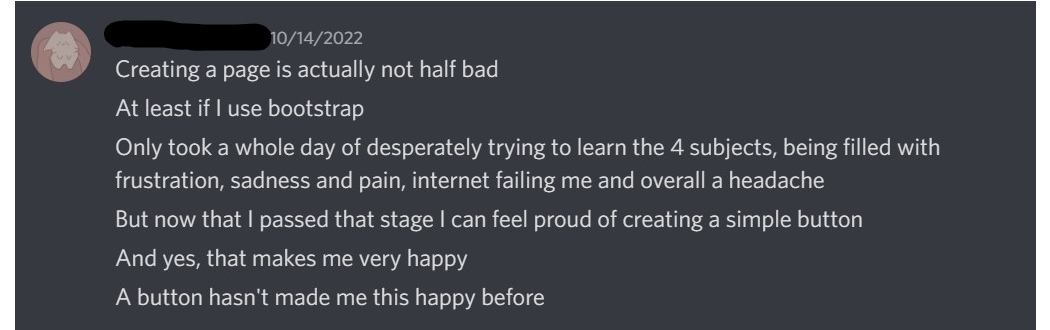 10/14/2022
Creating a page is actually not half bad
At least if I use bootstrap
Only took a whole day of desperately trying to learn the 4 subjects, being filled with
frustration, sadness and pain, internet failing me and overall a headache
But now that I passed that stage I can feel proud of creating a simple button
And yes, that makes me very happy
A button hasn't made me this happy before